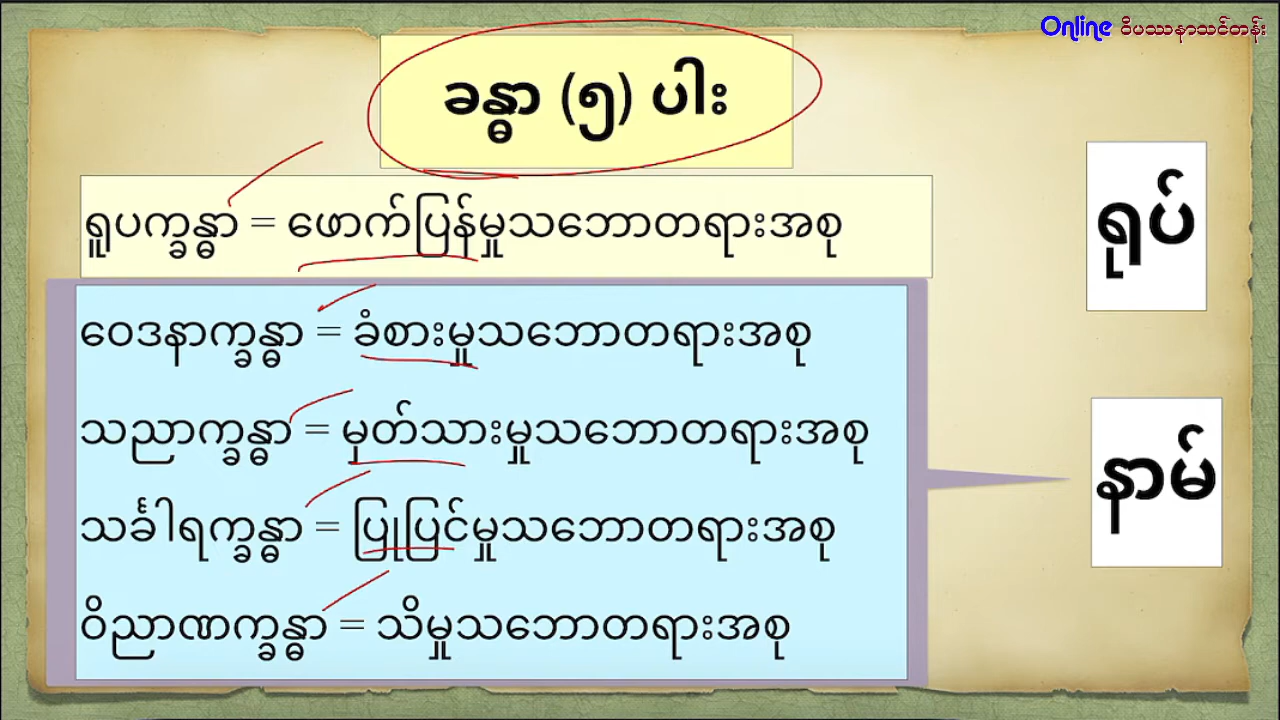 Online ဝိပဿနာသင်တန်း
ခန္ဓာ (၅) ပါး
ရူပက္ခန္ဓာ = ဖောက်ပြန်မှုသဘောတရားအစု
ဝေဒနာက္ခန္ဓာ = ခံစားမှုသဘောတရားအစု
သညာက္ခန္ဓာ = မှတ်သားမှုသဘောတရားအစု
သင်္ခါရက္ခန္ဓာ = ပြုပြင်မှုသဘောတရားအစု
ဝိညာဏက္ခန္ဓာ = သိမှုသဘောတရားအစု
ရုပ်
နာမ်